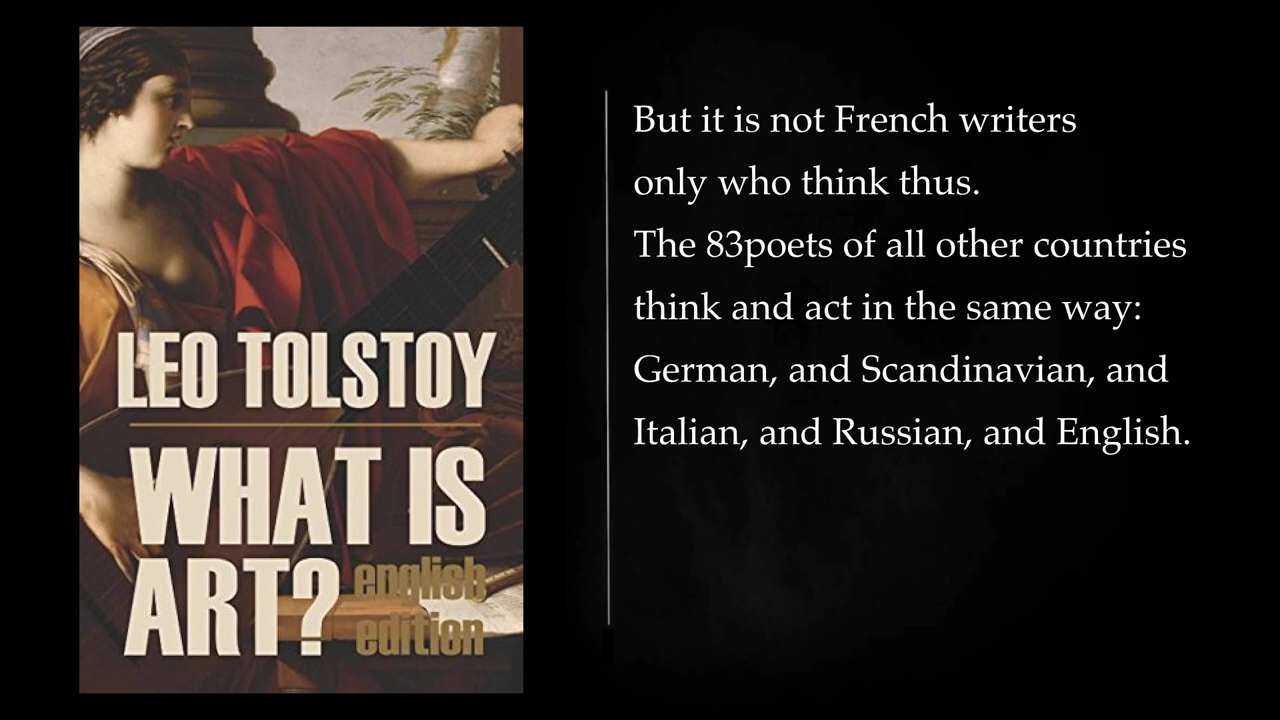 LEO TOLSTOY
WHAT IS
ART?
english
edition
But it is not French writers
only who think thus.
The 83poets of all other countries
think and act in the same way:
German, and Scandinavian, and
Italian, and Russian, and English.